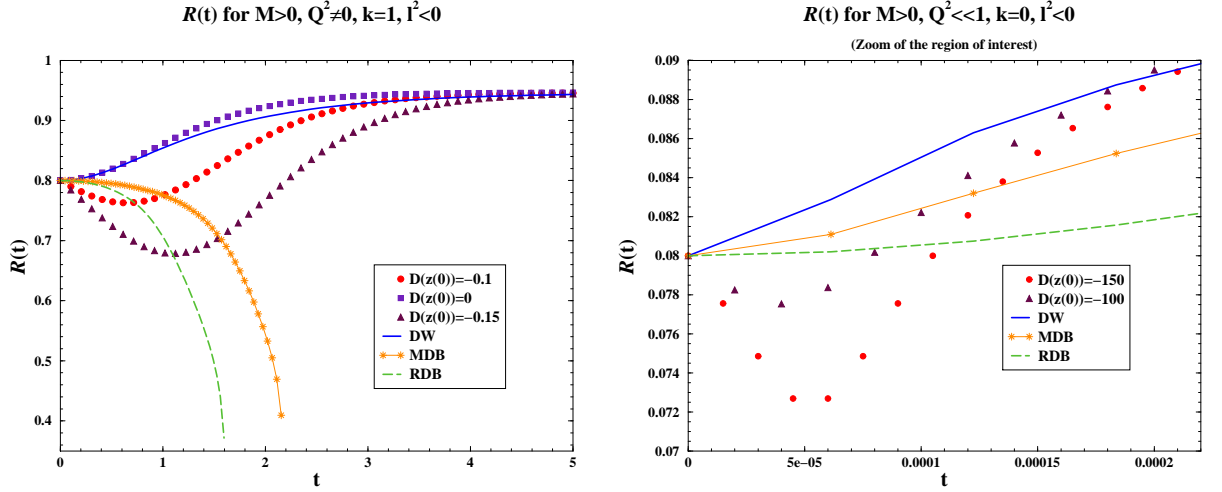 R(t) for M>0, Q²≠0, k=1, l²<0
1
0.9
0.8
0.7
0.6
0.5
0.4
R(t)
0 1 2 3 4 5
t
D(z(0))=−0.1
D(z(0))=0
D(z(0))=−0.15
DW
MDB
RDB
R(t) for M>0, Q²<<1, k=0, l²<0
(Zoom of the region of interest)
0.09
0.088
0.086
0.084
0.082
0.08
0.078
0.076
0.074
0.072
0.07
R(t)
0 5e−05 0.0001 0.00015 0.0002
t
D(z(0))=−150
D(z(0))=−100
DW
MDB
RDB